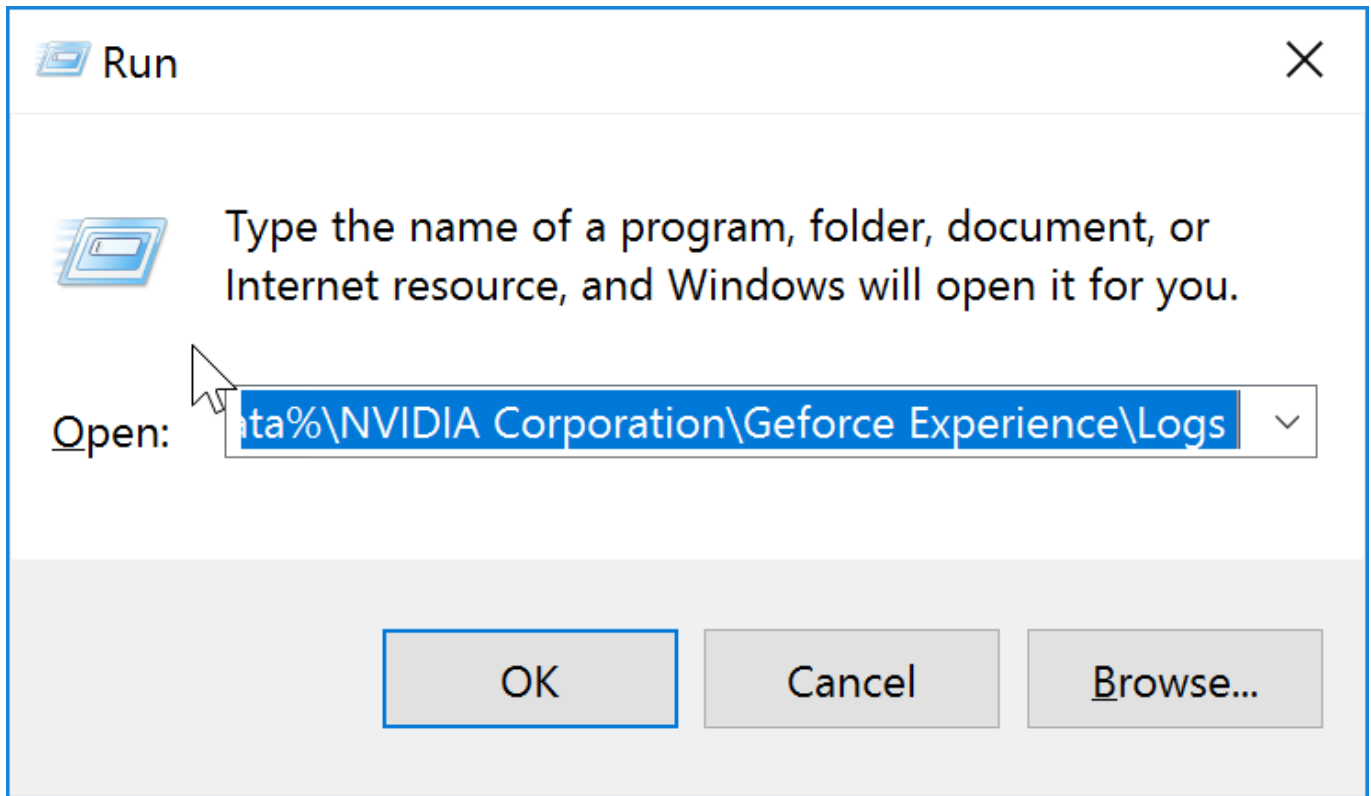 Run
Type the name of a program, folder, document, or
Internet resource, and Windows will open it for you.
Open:
ata%\NVIDIA Corporation\Geforce Experience\Logs
OK
Cancel
Browse...